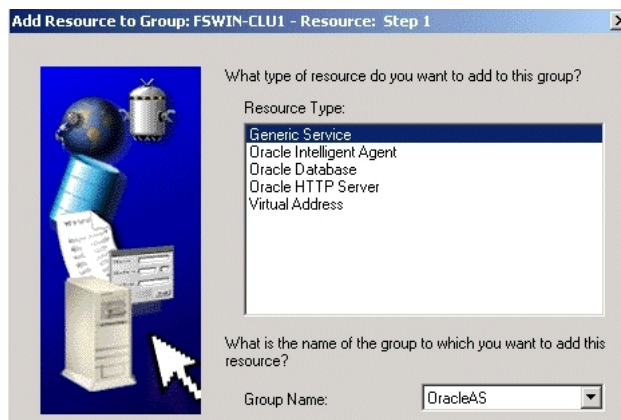 Add Resource to Group: FSWIN-CLU1 - Resource: Step 1
What type of resource do you want to add to this group?
Resource Type:
Generic Service
Oracle Intelligent Agent
Oracle Database
Oracle HTTP Server
Virtual Address
What is the name of the group to which you want to add this
resource?
Group Name:
OracleAS